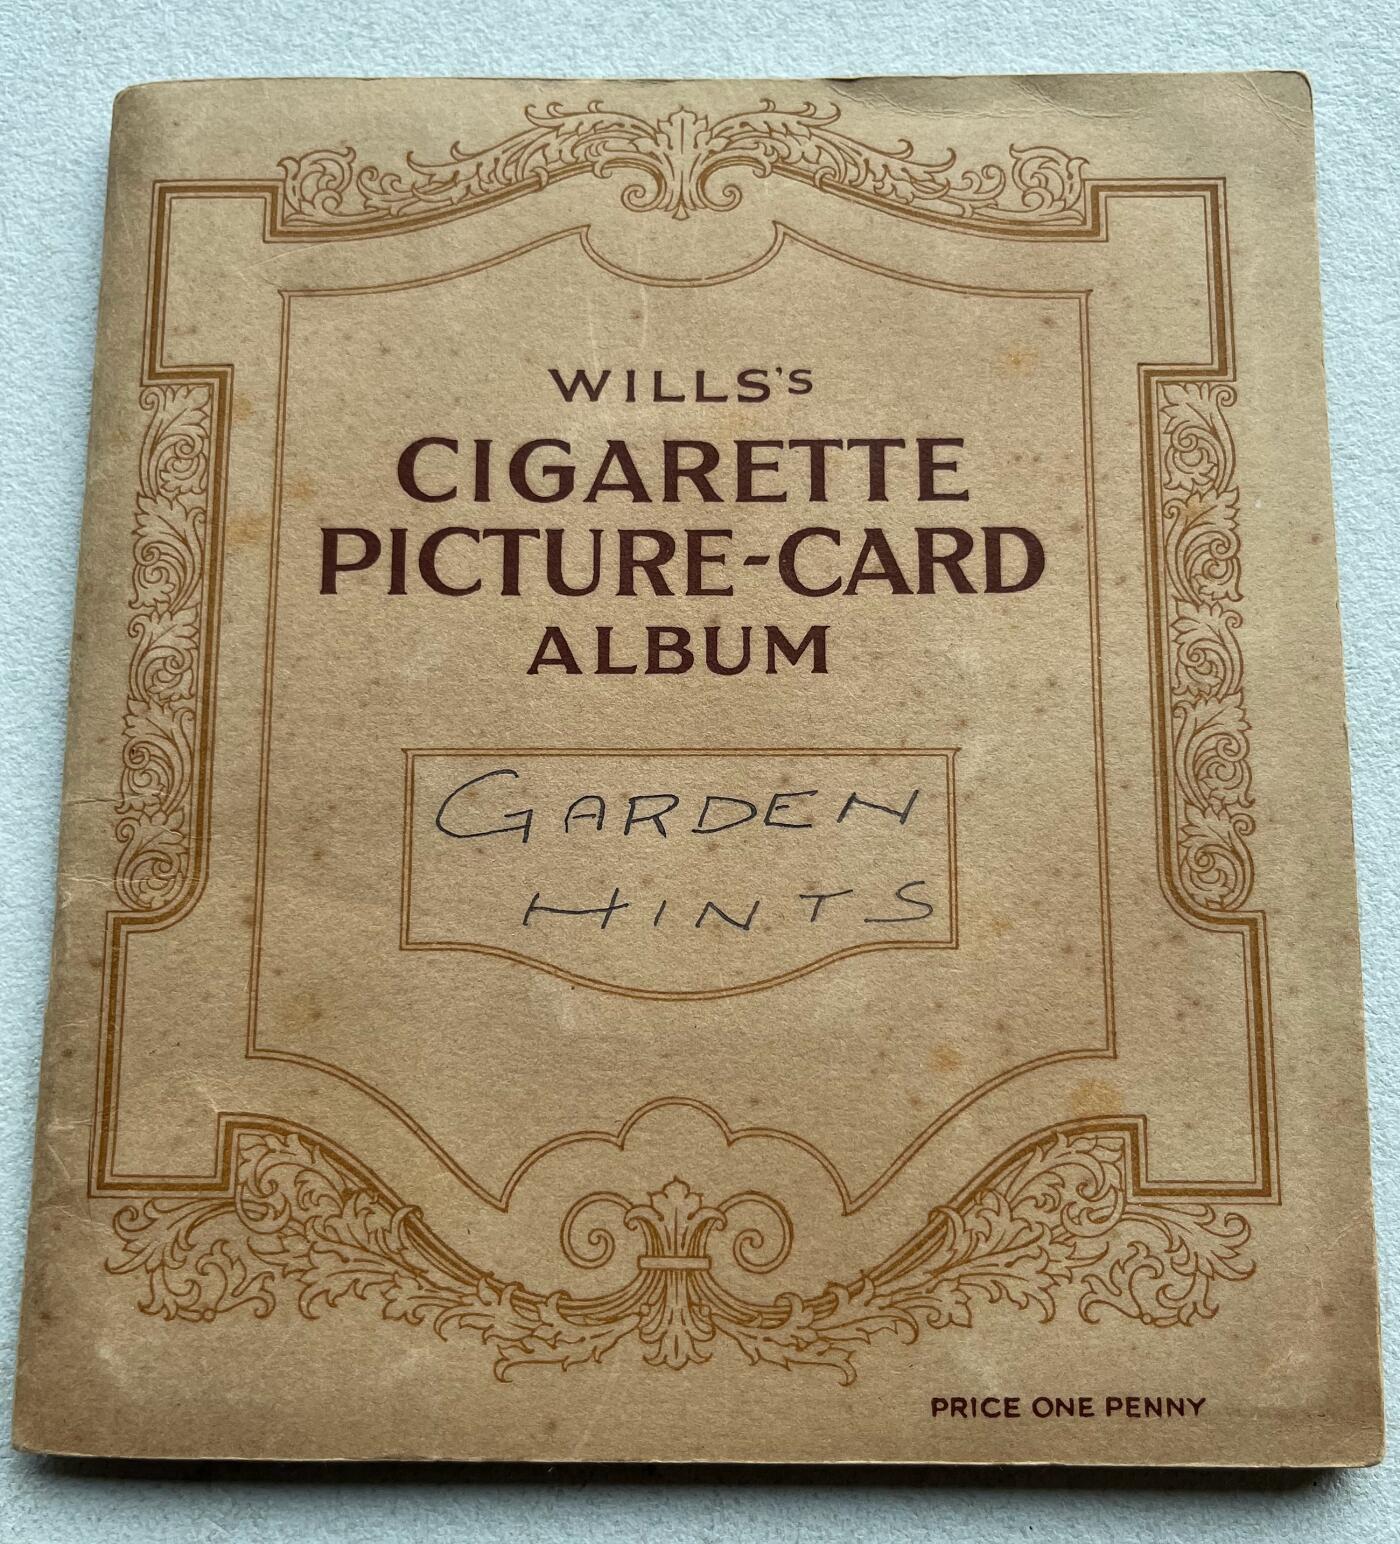 WILLS'S
CIGARETTE
PICTURE-CARD
ALBUM
GARDEN
HINTS
PRICE ONE PENNY